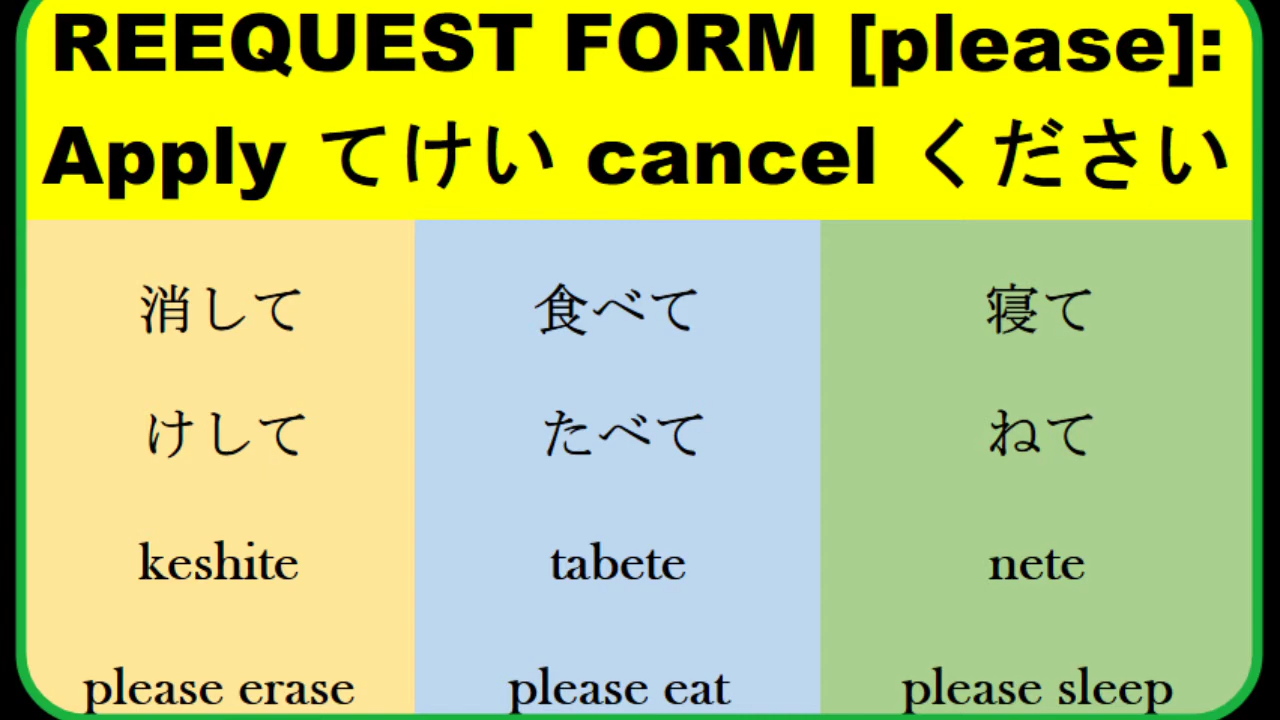 REEQUEST FORM [please]:
Apply てけい cancel ください
消して 食べて 寝て
けして たべて ねて
keshite tabete nete
please erase please eat please sleep